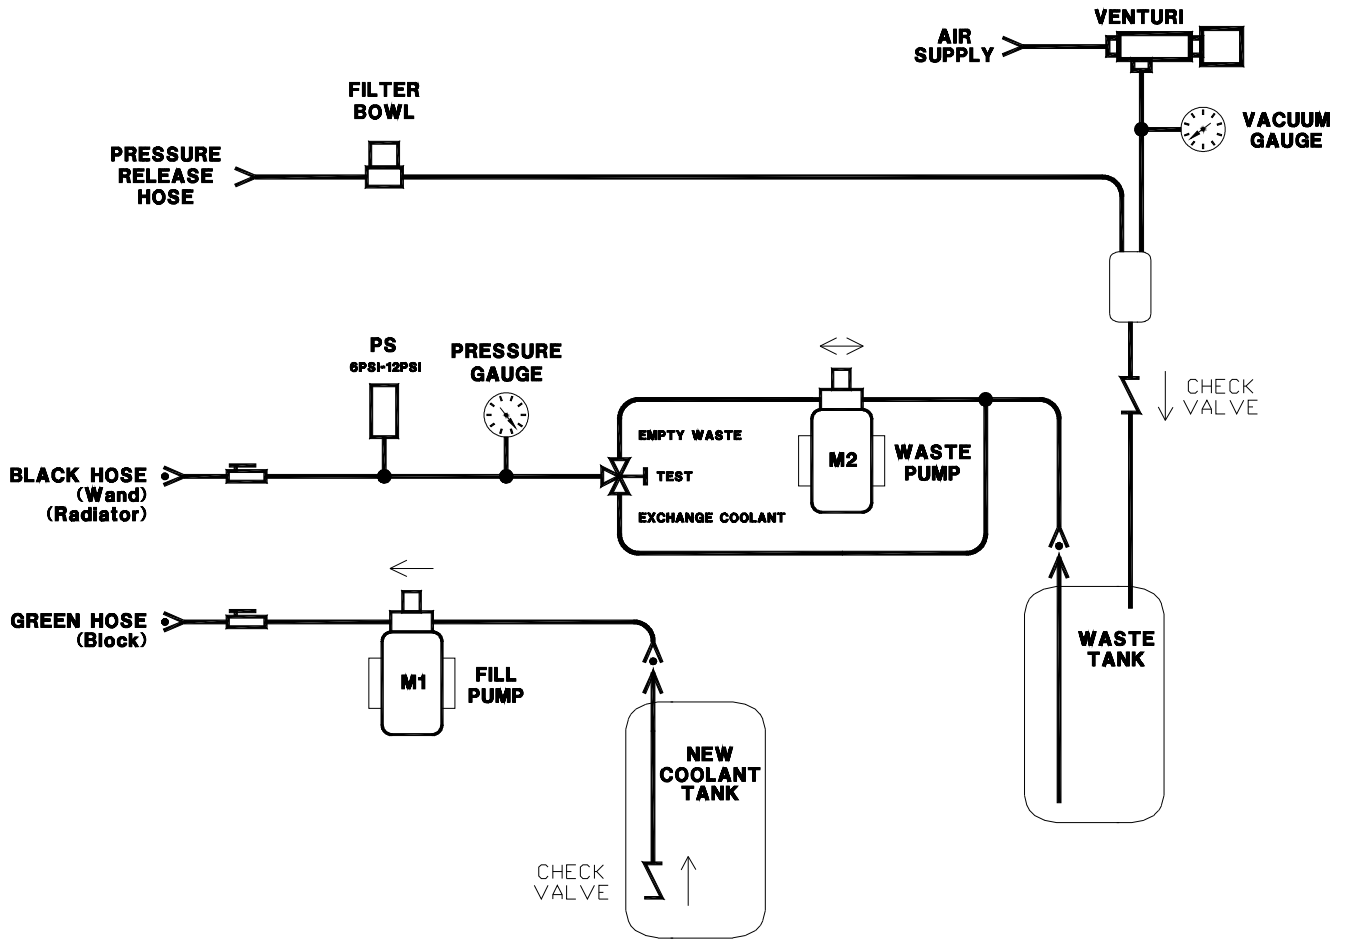 VENTURI
AIR
SUPPLY
FILTER
BOWL
VACUUM
GAUGE
PRESSURE
RELEASE
HOSE
PS
6PSI-12PSI
PRESSURE
GAUGE
CHECK
VALVE
EMPTY WASTE
WASTE
PUMP
M2
BLACK HOSE
(Wand)
(Radiator)
TEST
EXCHANGE COOLANT
GREEN HOSE
(Block)
M1
FILL
PUMP
WASTE
TANK
NEW
COOLANT
TANK
CHECK
VALVE